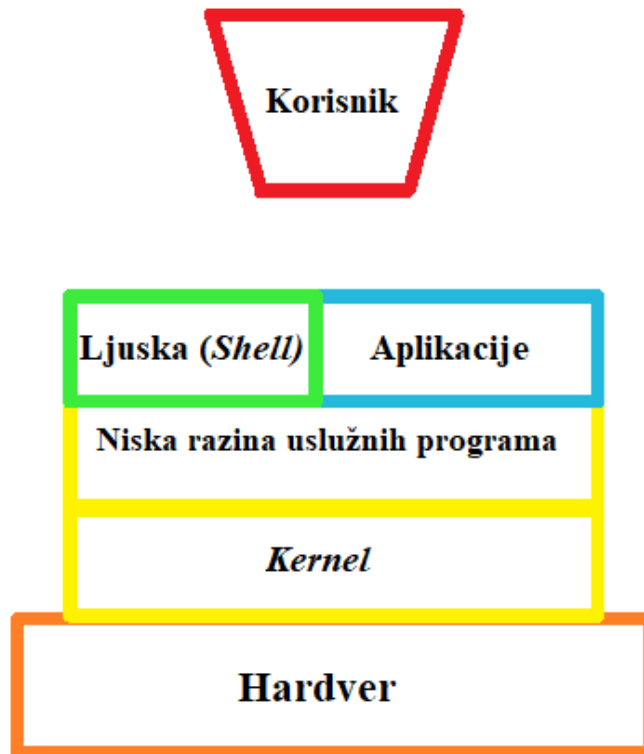 Korisnik
Ljuska (Shell)
Aplikacije
Niska razina uslužnih programa
Kernel
Hardver